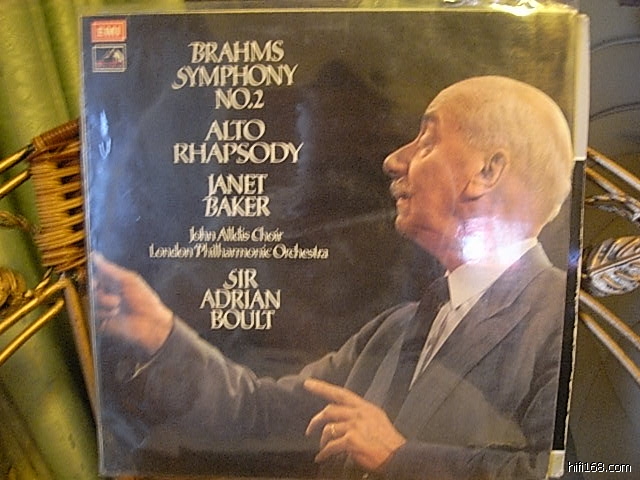 EMI
BRAHMS
SYMPHONY
NO.2
ALTO
RHAPSODY
JANET
BAKER
John Alldis Choir
London Philharmonic Orchestra
SIR
ADRIAN
BOULT
hifi168.com